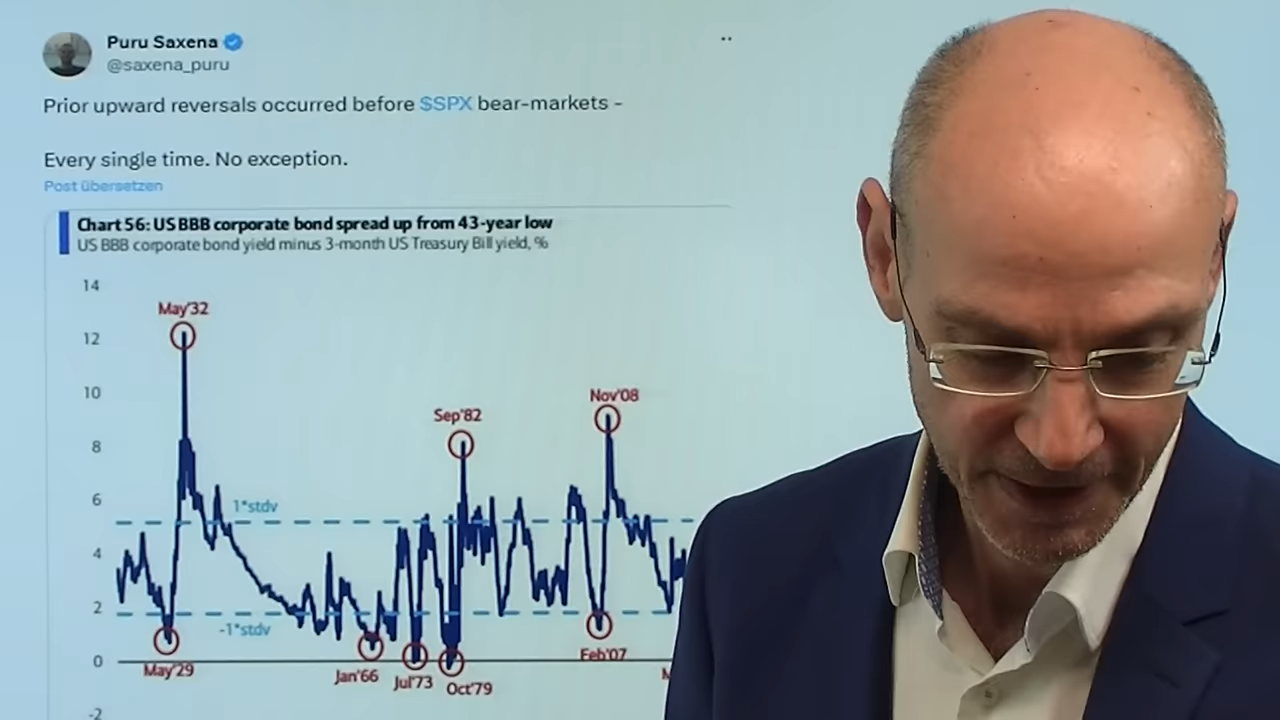 Puru Saxena
@saxena_puru
Prior upward reversals occurred before $SPX bear-markets -
Every single time. No exception.
Post übersetzen
Chart 56: US BBB corporate bond spread up from 43-year low
US BBB corporate bond yield minus 3-month US Treasury Bill yield, %
14
May'32
12
10
Nov'08
Sep'82
8
6
1*stdv
4
2
-1*stdv
0
May'29
Jan'66
Jul'73
Oct'79
Feb'07
-2